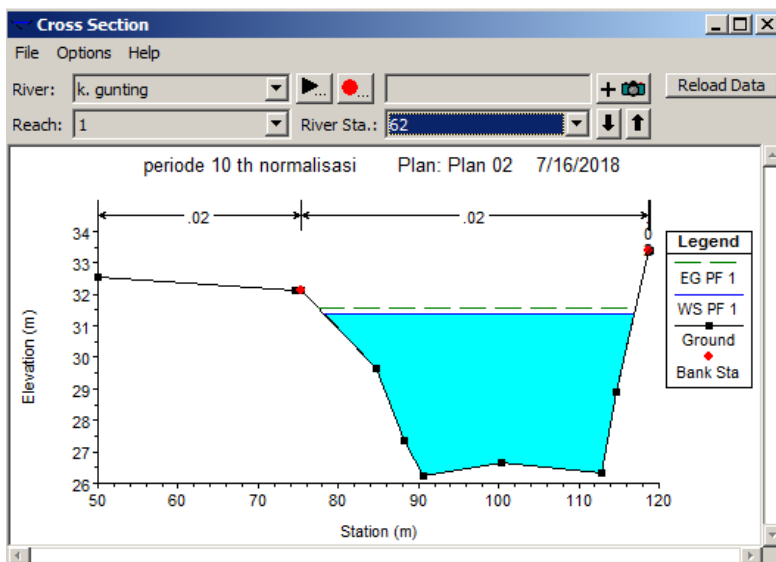 Cross Section
File Options Help
River: k. gunting ... ... + Reload Data
Reach: 1 River Sta.: 62
periode 10 th normalisasi Plan: Plan 02 7/16/2018
.02 .02
0
34
33
32
31
30
29
28
27
26
50 60 70 80 90 100 110 120
Elevation (m)
Station (m)
Legend
EG PF 1
WS PF 1
Ground
Bank Sta